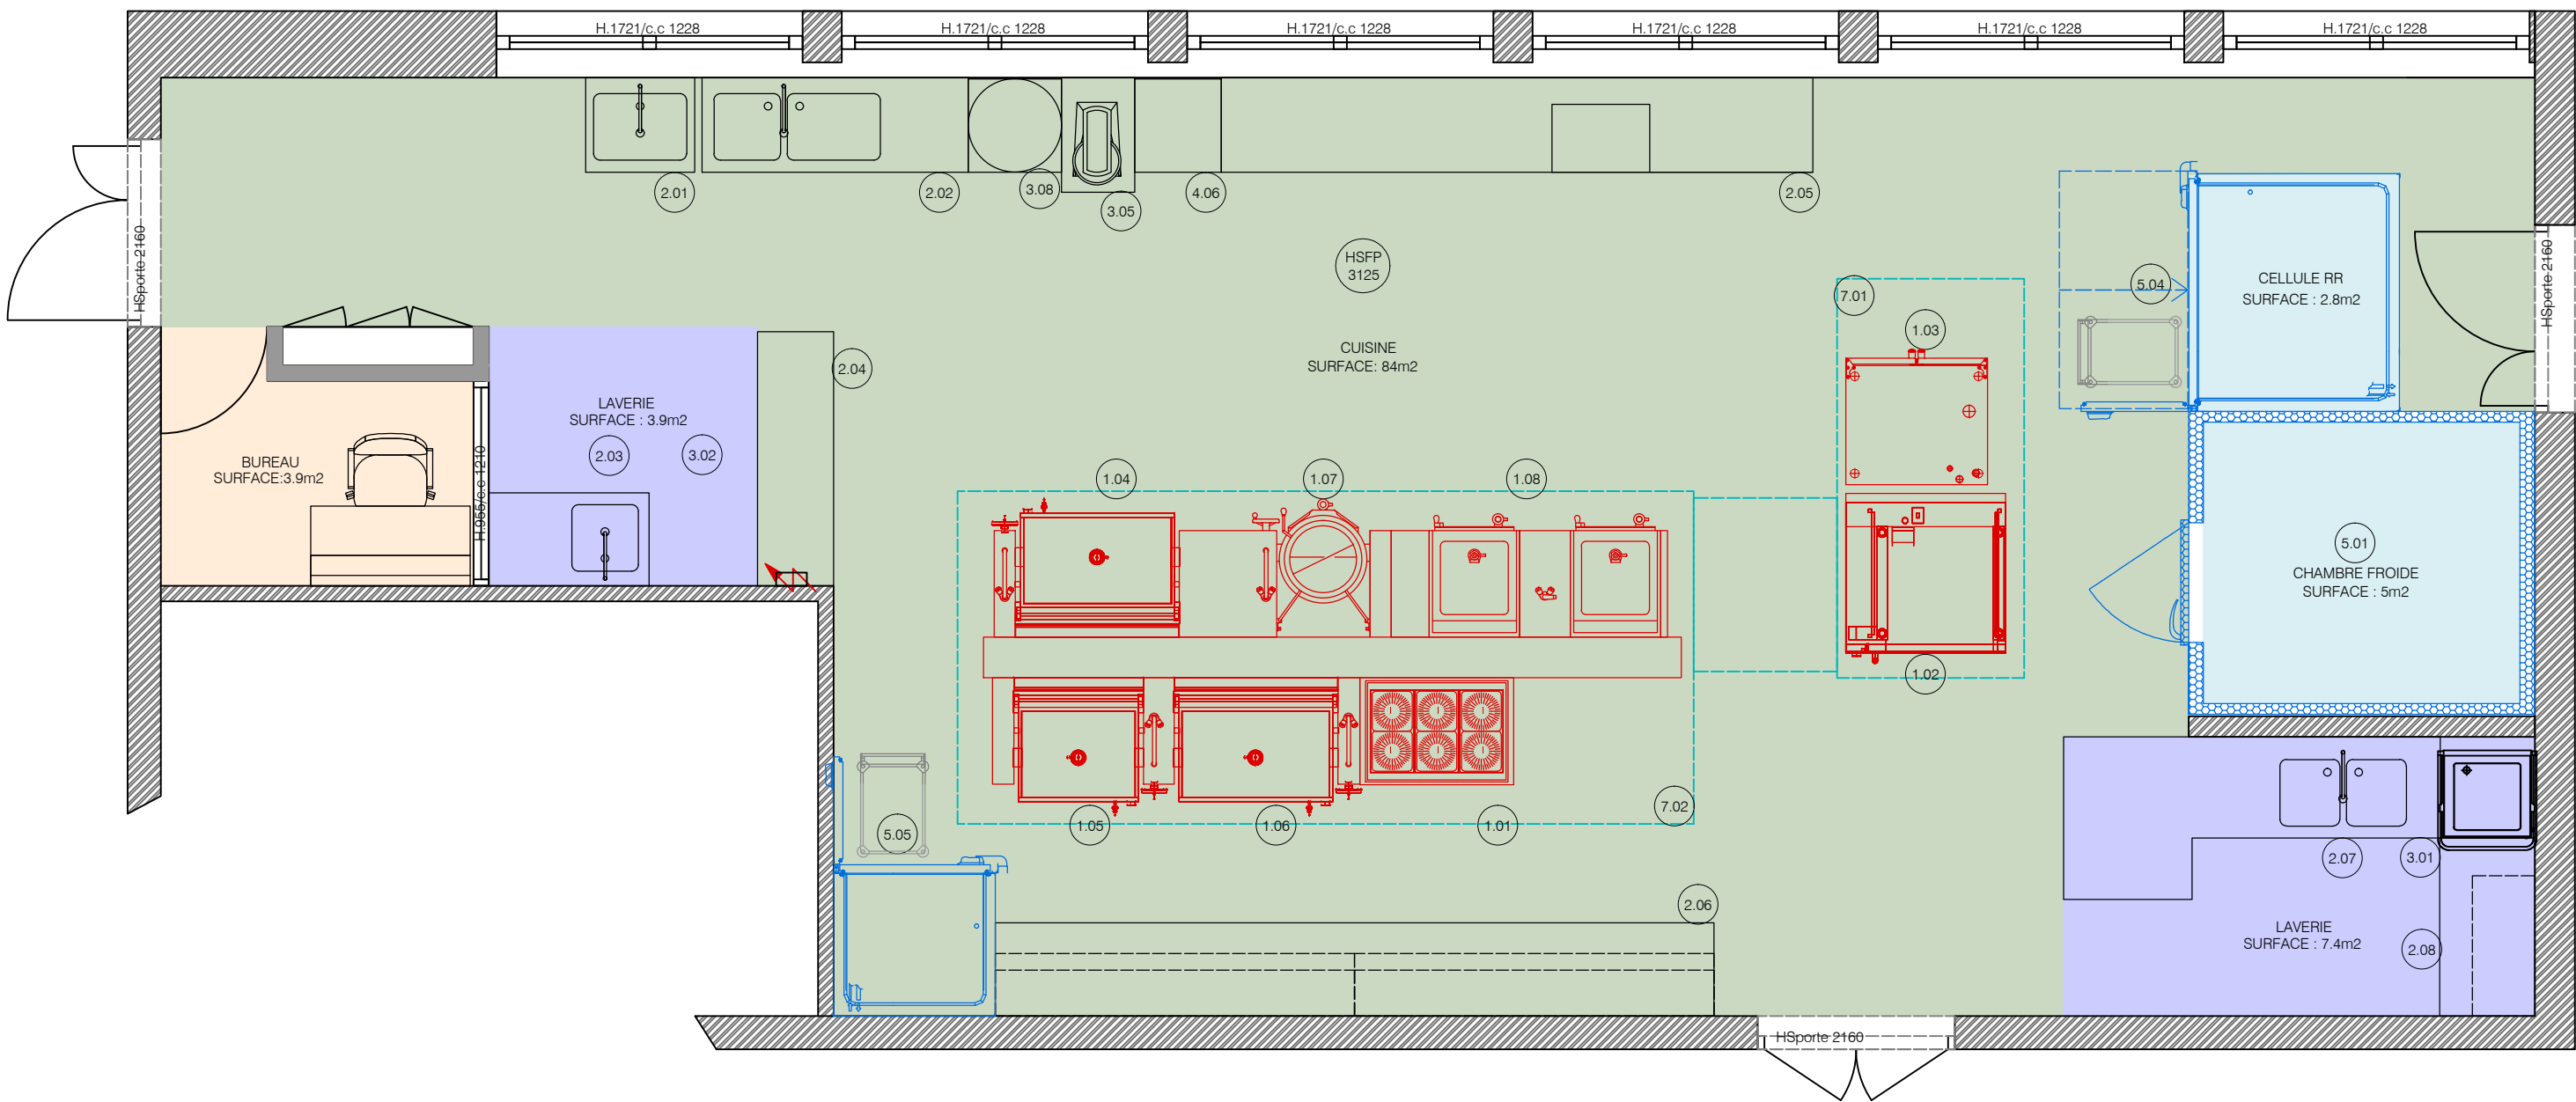 H.1721/c.c 1228
H.1721/c.c 1228
H.1721/c.c 1228
H.1721/c.c 1228
H.1721/c.c 1228
H.1721/c.c 1228
2.01
2.02
3.08
3.05
4.06
2.05
HSporte 2160
HSFP
3125
7.01
5.04
CELLULE RR
SURFACE : 2.8m2
HSporte 2160
1.03
CUISINE
SURFACE: 84m2
2.04
LAVERIE
SURFACE : 3.9m2
2.03
3.02
BUREAU
SURFACE:3.9m2
H.955/c.c 1210
1.04
1.07
1.08
5.01
CHAMBRE FROIDE
SURFACE : 5m2
1.02
7.02
1.05
1.06
1.01
5.05
2.07
3.01
2.06
LAVERIE
SURFACE : 7.4m2
2.08
HSporte 2160